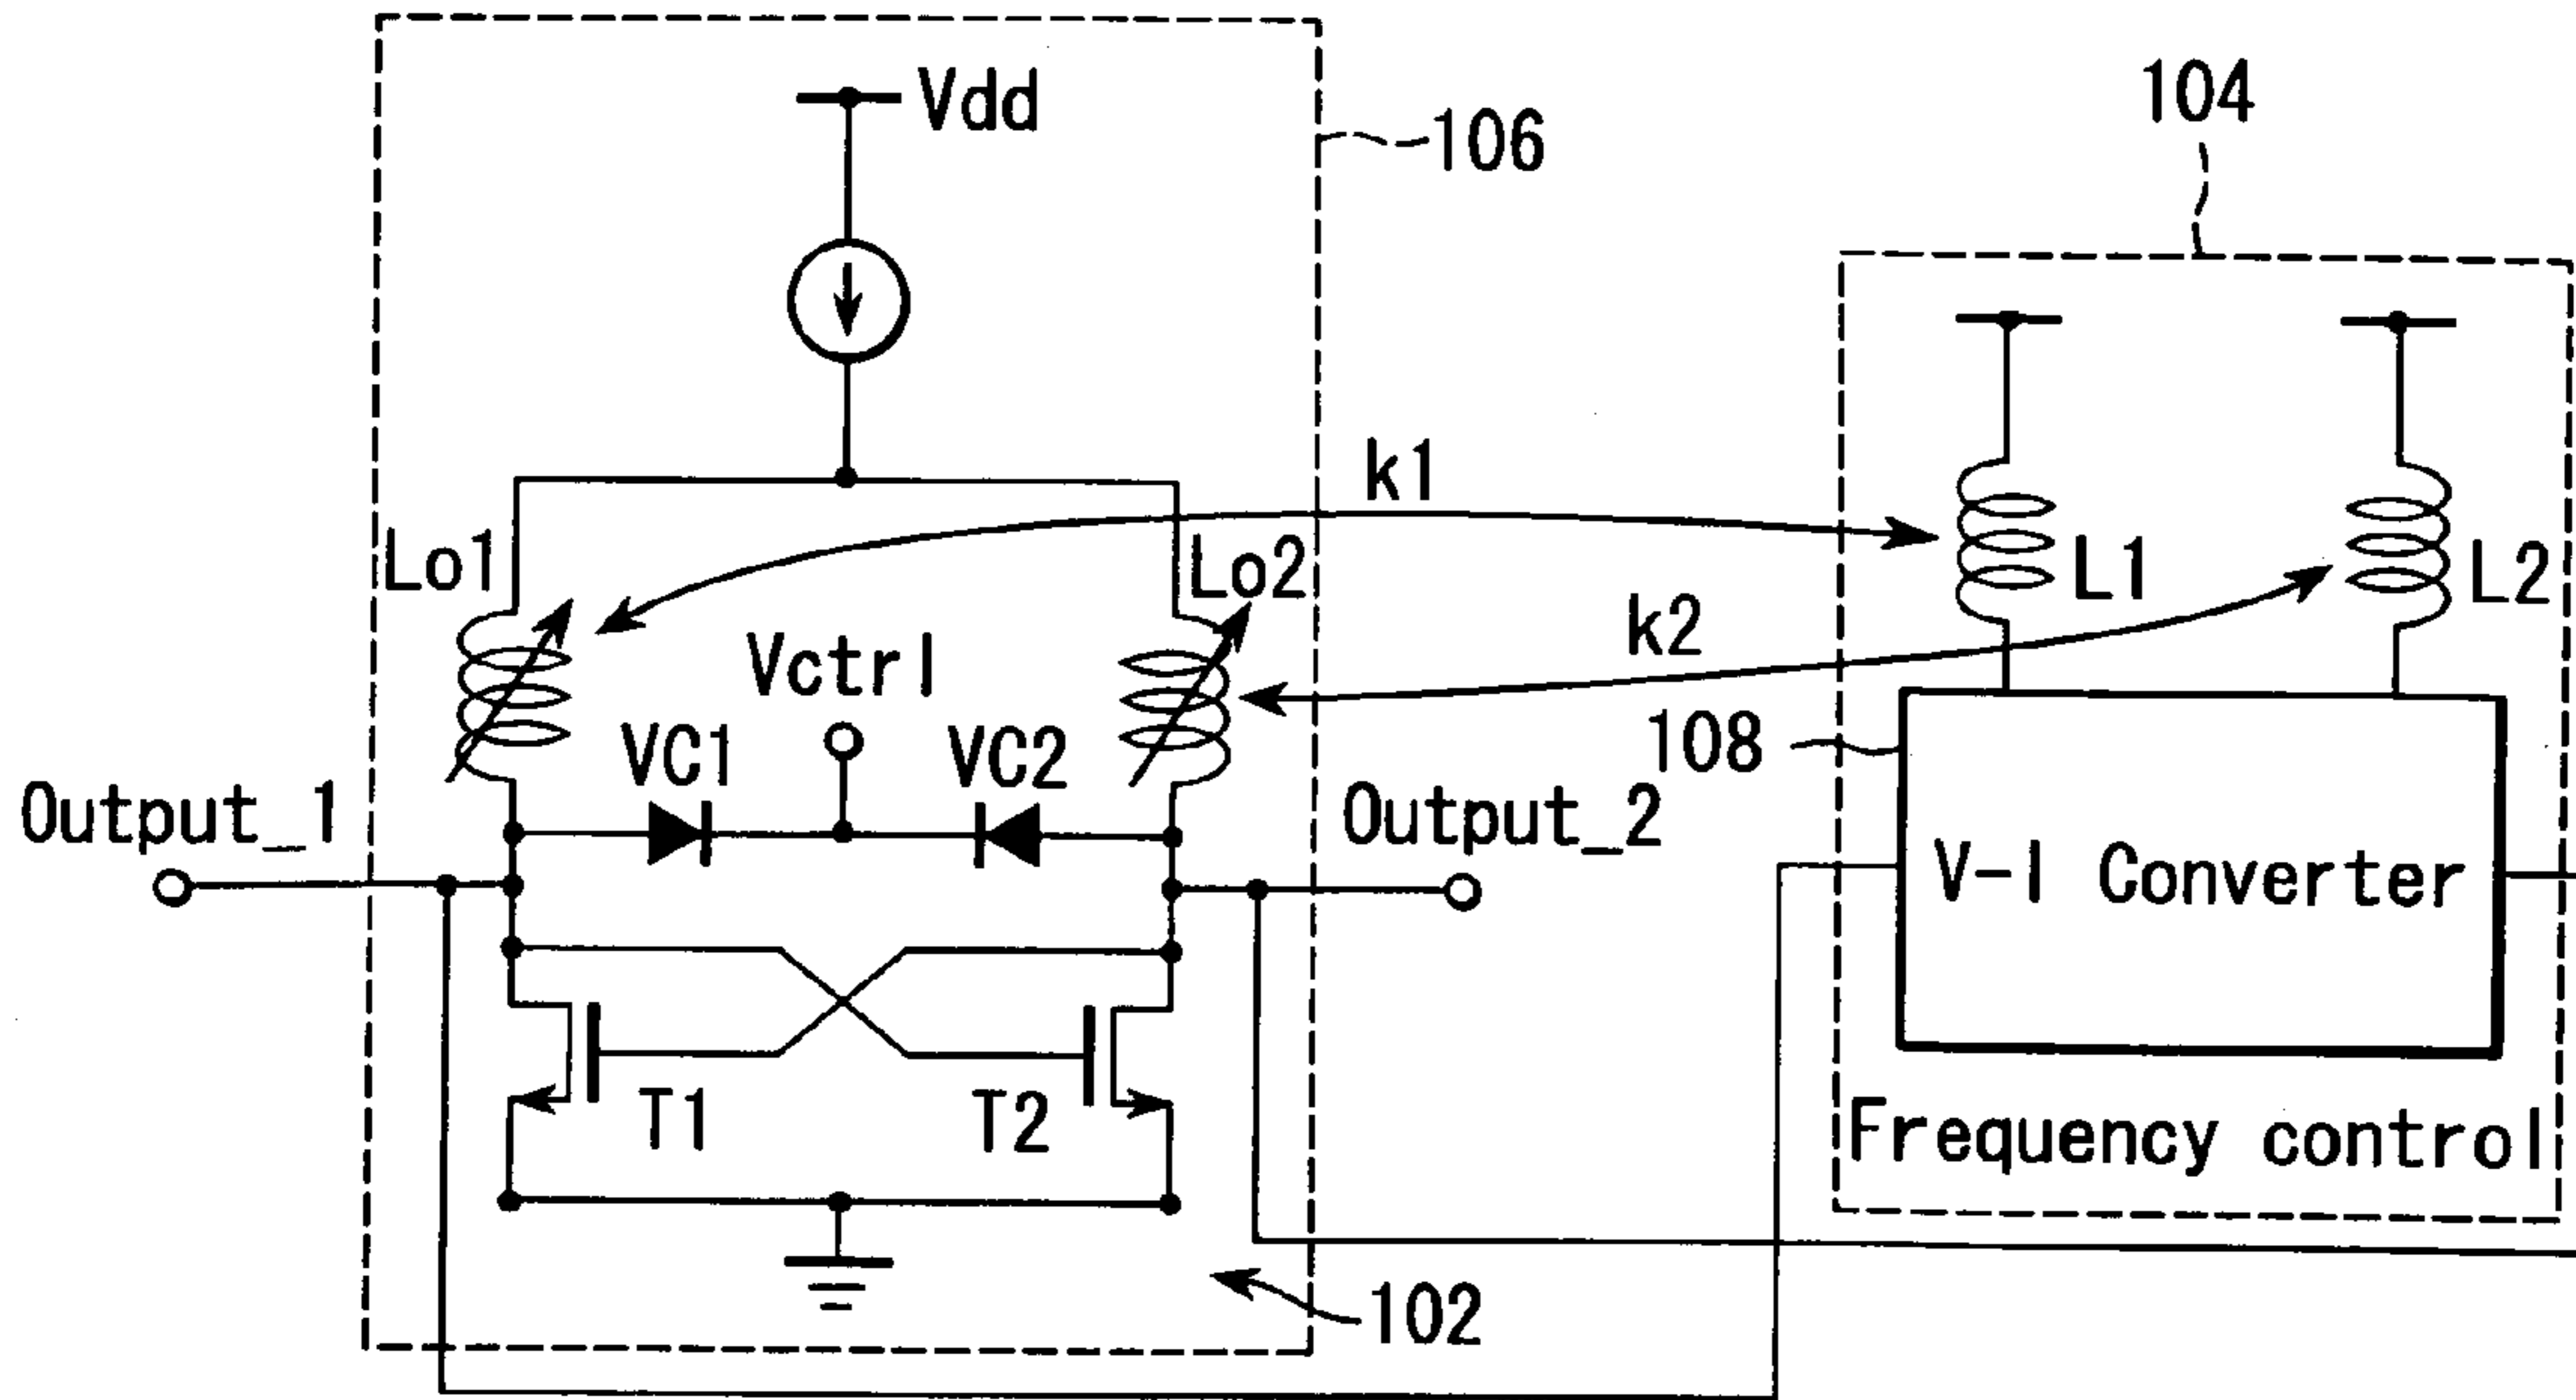 Vdd
106
104
k1
Lo1
Lo2
L1
L2
k2
Vctrl
VC1
VC2
108
Output_1
Output_2
V-I Converter
T1
T2
Frequency control
102